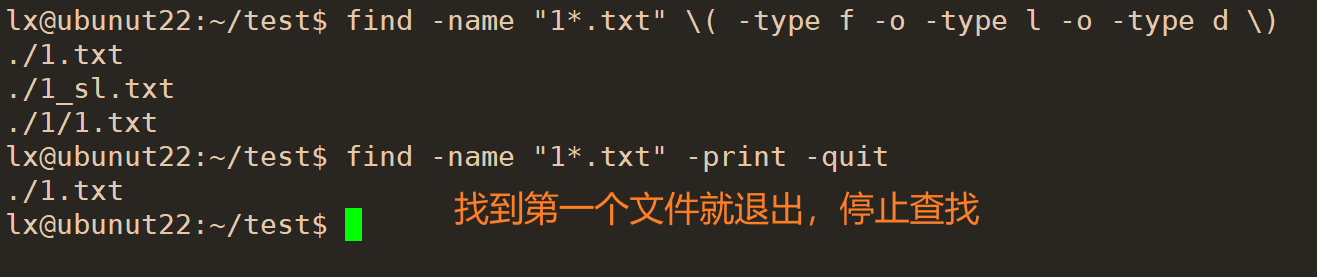 lx@ubunut22:~/test$ find -name "1*.txt" \( -type f -o -type l -o -type d \)
./1.txt
./1_sl.txt
./1/1.txt
lx@ubunut22:~/test$ find -name "1*.txt" -print -quit
./1.txt
找到第一个文件就退出，停止查找
lx@ubunut22:~/test$